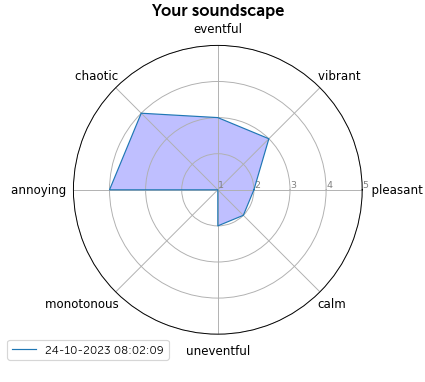 Your soundscape
eventful
chaotic
vibrant
annoying
1 2 3 4 5
pleasant
monotonous
calm
24-10-2023 08:02:09
uneventful